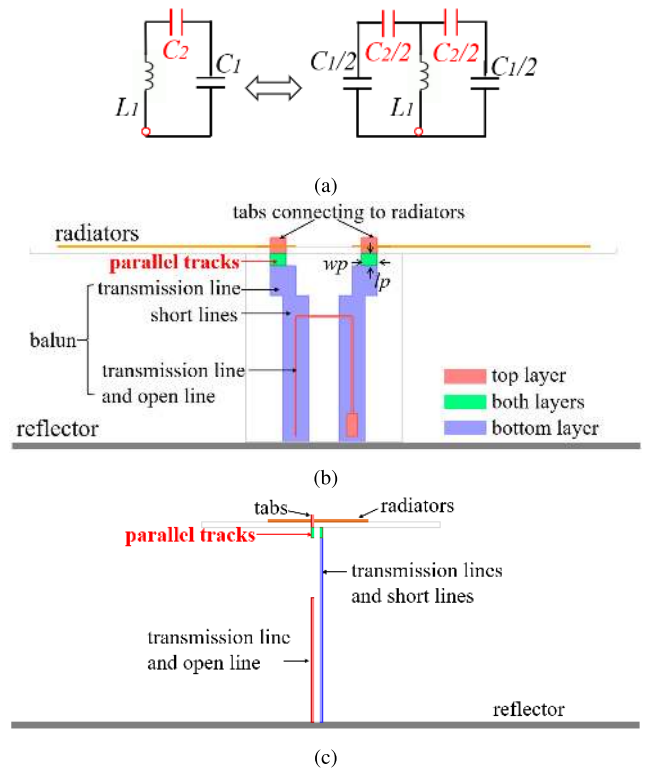 C2
C1
L1
C2/2
C2/2
C1/2
C1/2
L1
(a)
tabs connecting to radiators
radiators
parallel tracks
wp
lp
transmission line
short lines
balun
transmission line
and open line
top layer
both layers
bottom layer
reflector
(b)
tabs
radiators
parallel tracks
transmission lines
and short lines
transmission line
and open line
reflector
(c)